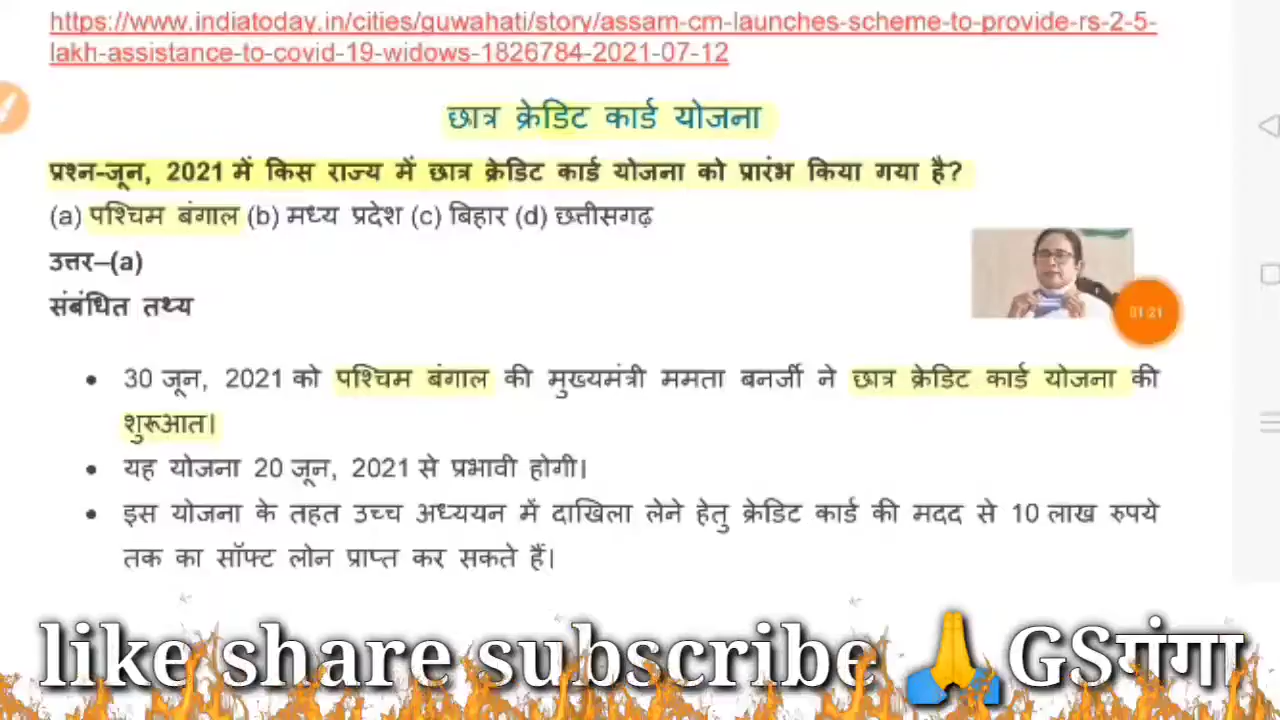 https://www.indiatoday.in/cities/guwahati/story/assam-cm-launches-scheme-to-provide-rs-2-5-
lakh-assistance-to-covid-19-widows-1826784-2021-07-12
छात्र क्रेडिट कार्ड योजना
प्रश्न-जून, 2021 में किस राज्य में छात्र क्रेडिट कार्ड योजना को प्रारंभ किया गया है?
(a) पश्चिम बंगाल (b) मध्य प्रदेश (c) बिहार (d) छत्तीसगढ़
उत्तर–(a)
संबंधित तथ्य
01:21
• 30 जून, 2021 को पश्चिम बंगाल की मुख्यमंत्री ममता बनर्जी ने छात्र क्रेडिट कार्ड योजना की
शुरूआत।
• यह योजना 20 जून, 2021 से प्रभावी होगी।
• इस योजना के तहत उच्च अध्ययन में दाखिला लेने हेतु क्रेडिट कार्ड की मदद से 10 लाख रुपये
तक का सॉफ्ट लोन प्राप्त कर सकते हैं।
like share subscribe 🙏 GSगंगा